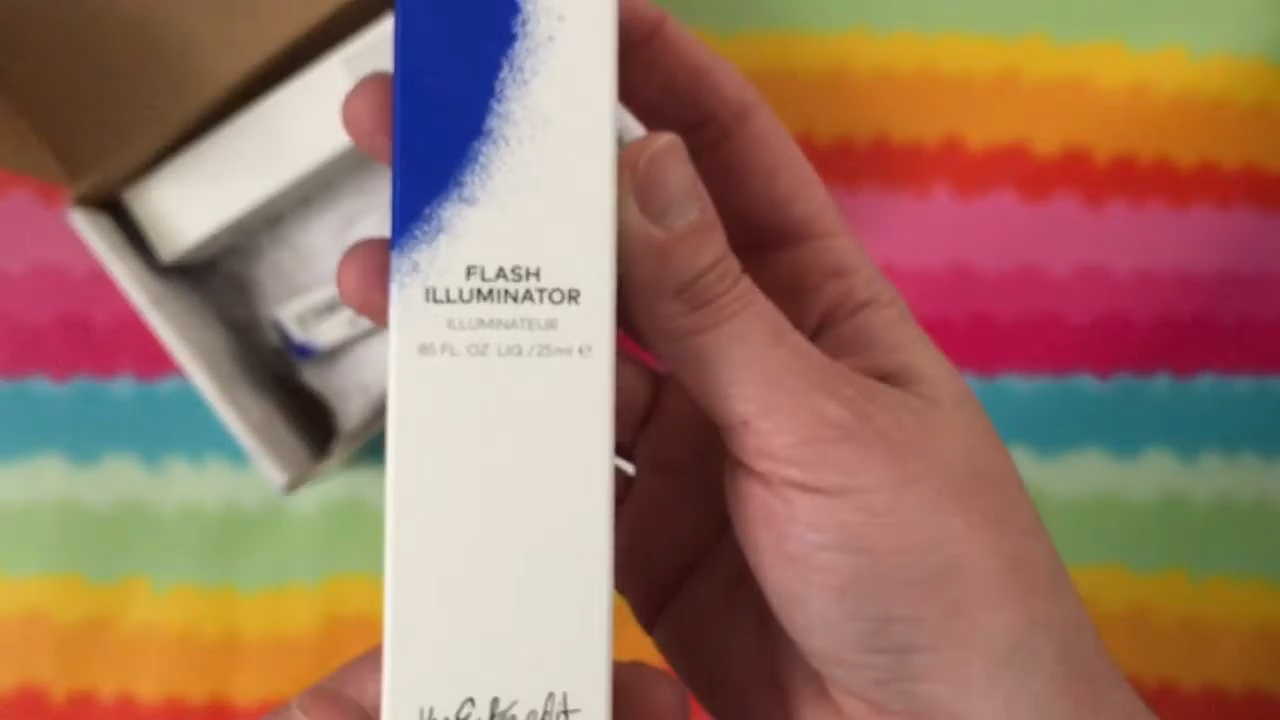 FLASH
ILLUMINATOR
ILLUMINATEUR
85 FL. OZ. LIQ./25ml ℮